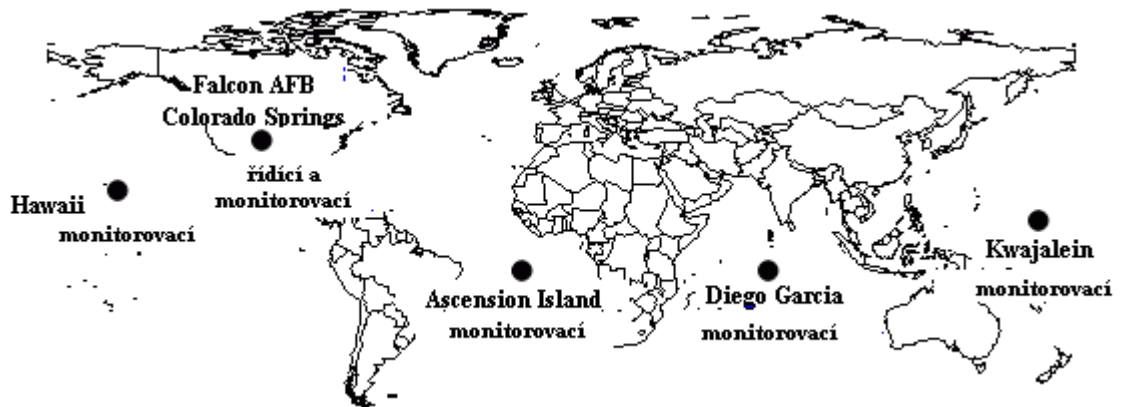 Falcon AFB
Colorado Springs
řídící a
monitorovací
Hawaii
monitorovací
Ascension Island
monitorovací
Diego Garcia
monitorovací
Kwajalein
monitorovací